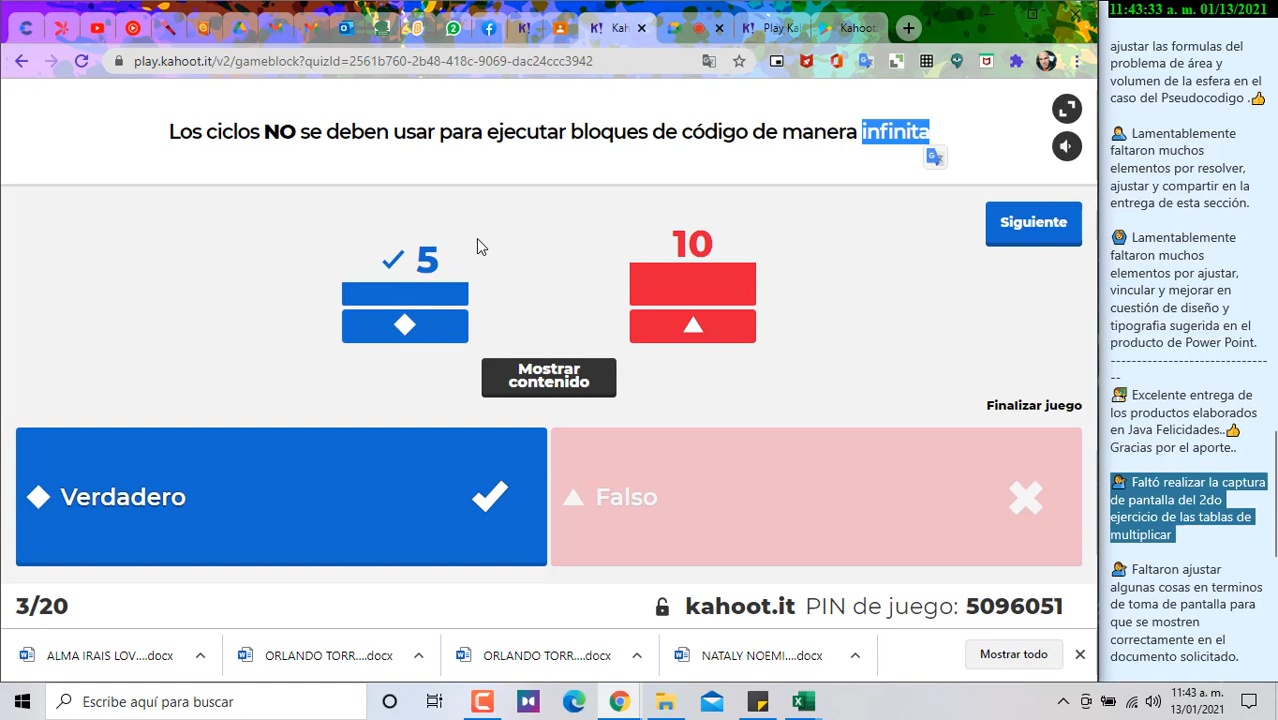 11:43:33 a. m. 01/13/2021
Kah
Play Ka
Kahoot
play.kahoot.it/v2/gameblock?quizId=2561b760-2b48-418c-9069-dac24ccc3942
Los ciclos NO se deben usar para ejecutar bloques de código de manera infinita
Siguiente
5
10
Mostrar
contenido
Finalizar juego
Verdadero
Falso
3/20
kahoot.it PIN de juego: 5096051
ALMA IRAIS LOV....docx
ORLANDO TORR....docx
ORLANDO TORR....docx
NATALY NOEMI....docx
Mostrar todo
Escribe aquí para buscar
11:43 a. m.
13/01/2021
ajustar las formulas del
problema de área y
volumen de la esfera en el
caso del Pseudocodigo .👍
Lamentablemente
faltaron muchos
elementos por resolver,
ajustar y compartir en la
entrega de esta sección.
Lamentablemente
faltaron muchos
elementos por ajustar,
vincular y mejorar en
cuestión de diseño y
tipografia sugerida en el
producto de Power Point.
----------------------------------
--
Excelente entrega de
los productos elaborados
en Java Felicidades..👍
Gracias por el aporte..
Faltó realizar la captura
de pantalla del 2do
ejercicio de las tablas de
multiplicar
Faltaron ajustar
algunas cosas en terminos
de toma de pantalla para
que se mostren
correctamente en el
documento solicitado.